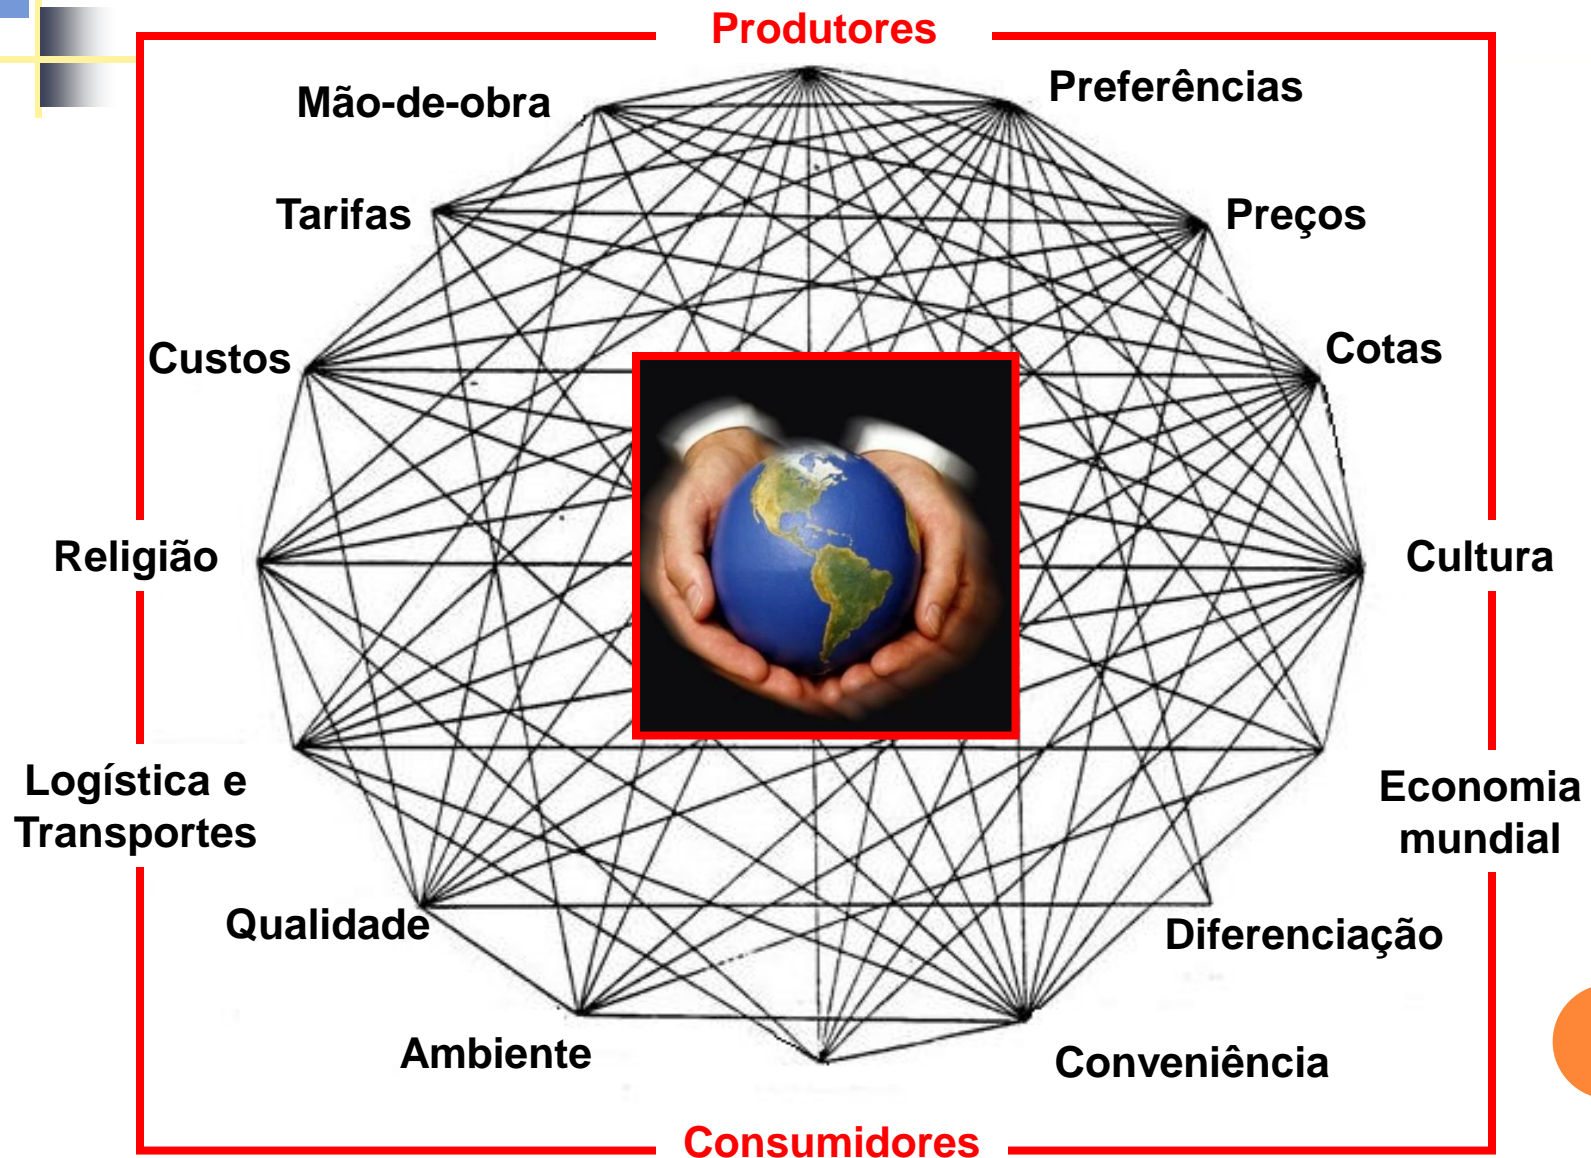 Produtores
Mão-de-obra
Preferências
Tarifas
Preços
Custos
Cotas
Religião
Cultura
Logística e
Transportes
Economia
mundial
Qualidade
Diferenciação
Ambiente
Conveniência
Consumidores